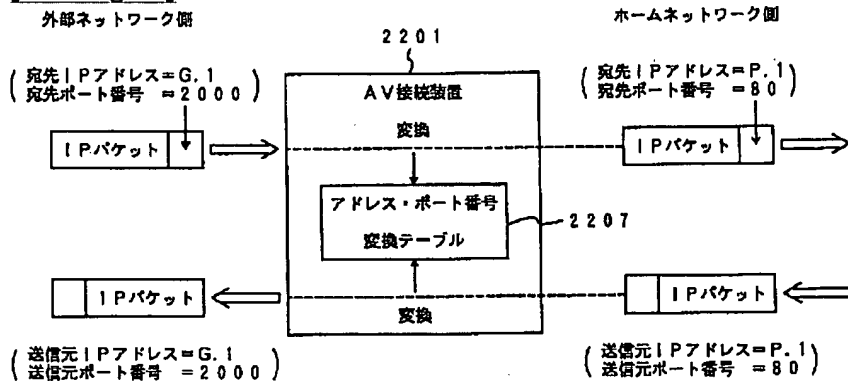 外部ネットワーク側
ホームネットワーク側
2201
(宛先IPアドレス=G.1
宛先ポート番号 =2000)
AV接続装置
(宛先IPアドレス=P.1
宛先ポート番号 =80)
変換
IPパケット
IPパケット
アドレス・ポート番号
変換テーブル
2207
IPパケット
IPパケット
変換
(送信元IPアドレス=G.1
送信元ポート番号 =2000)
(送信元IPアドレス=P.1
送信元ポート番号 =80)